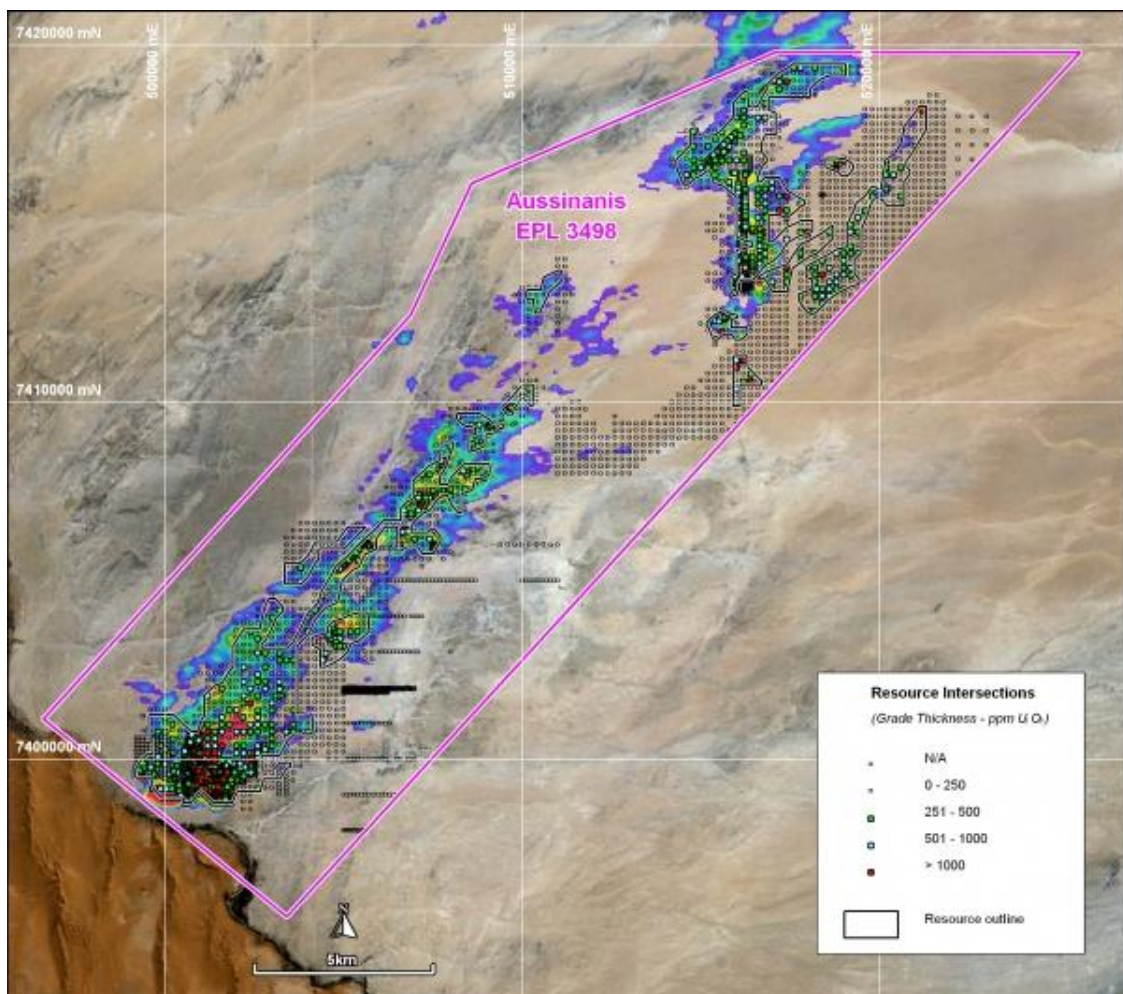 7420000 mN
500000 mE
510000 mE
520000 mE
Aussinanis
EPL 3498
7410000 mN
7400000 mN
Resource Intersections
(Grade Thickness - ppm U O₈)
N/A
0 - 250
251 - 500
501 - 1000
> 1000
Resource outline
N
5km